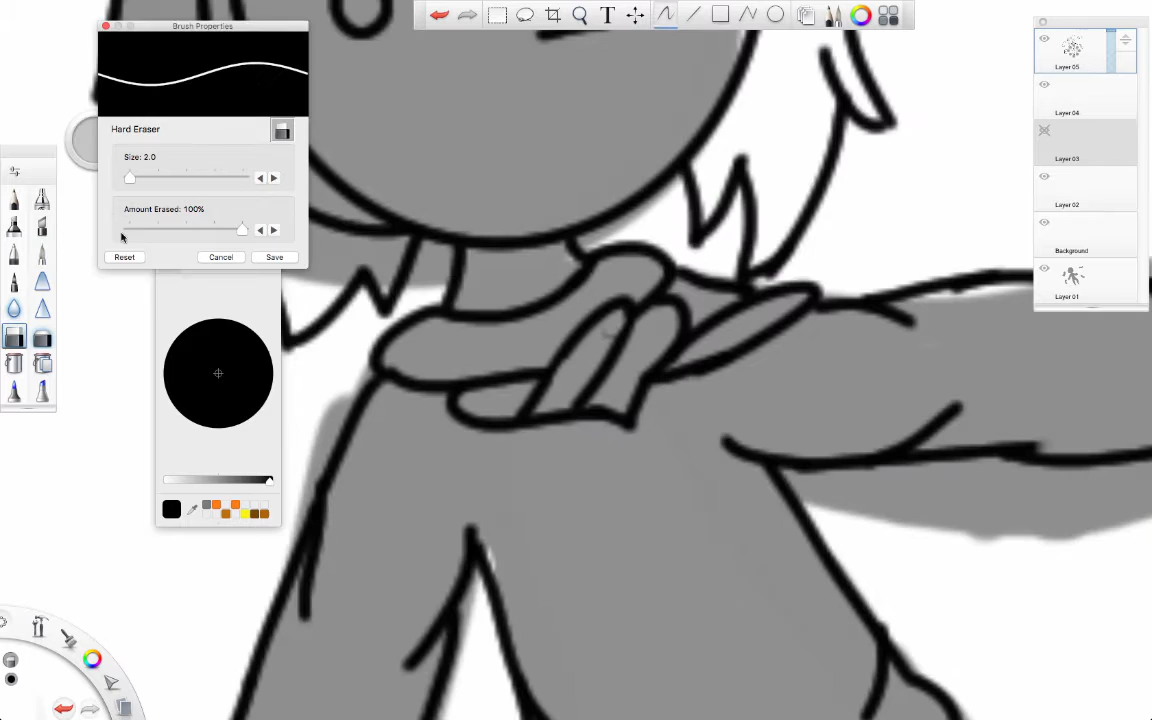 Brush Properties
T
Hard Eraser
Size: 2.0
Amount Erased: 100%
Reset
Cancel
Save
Layer 05
Layer 04
Layer 03
Layer 02
Background
Layer 01